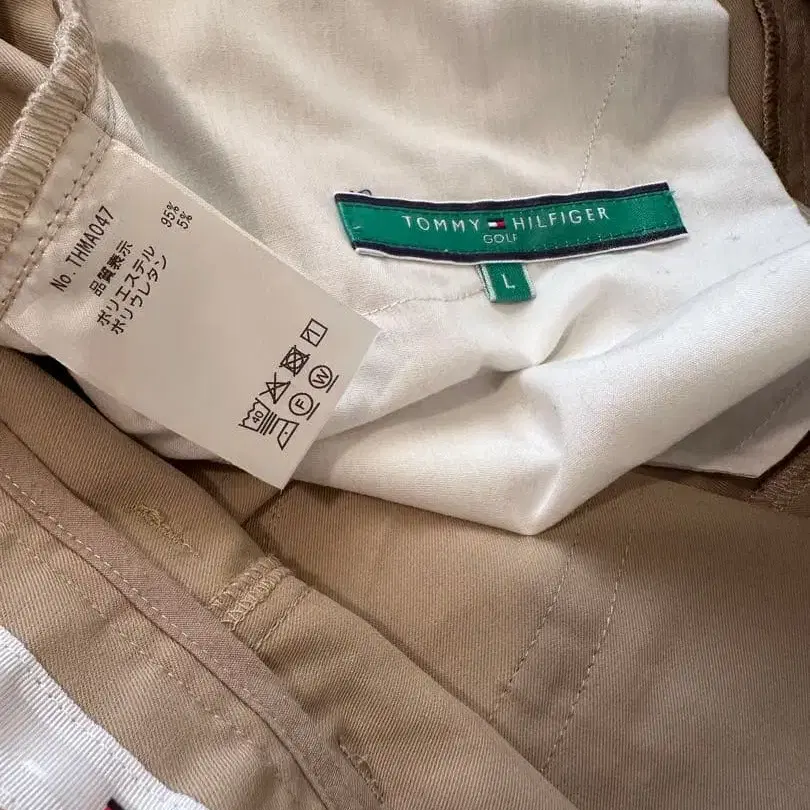 No.THMA047
品質表示
ポリエステル 95%
ポリウレタン 5%
40
F
W
TOMMY HILFIGER
GOLF
L